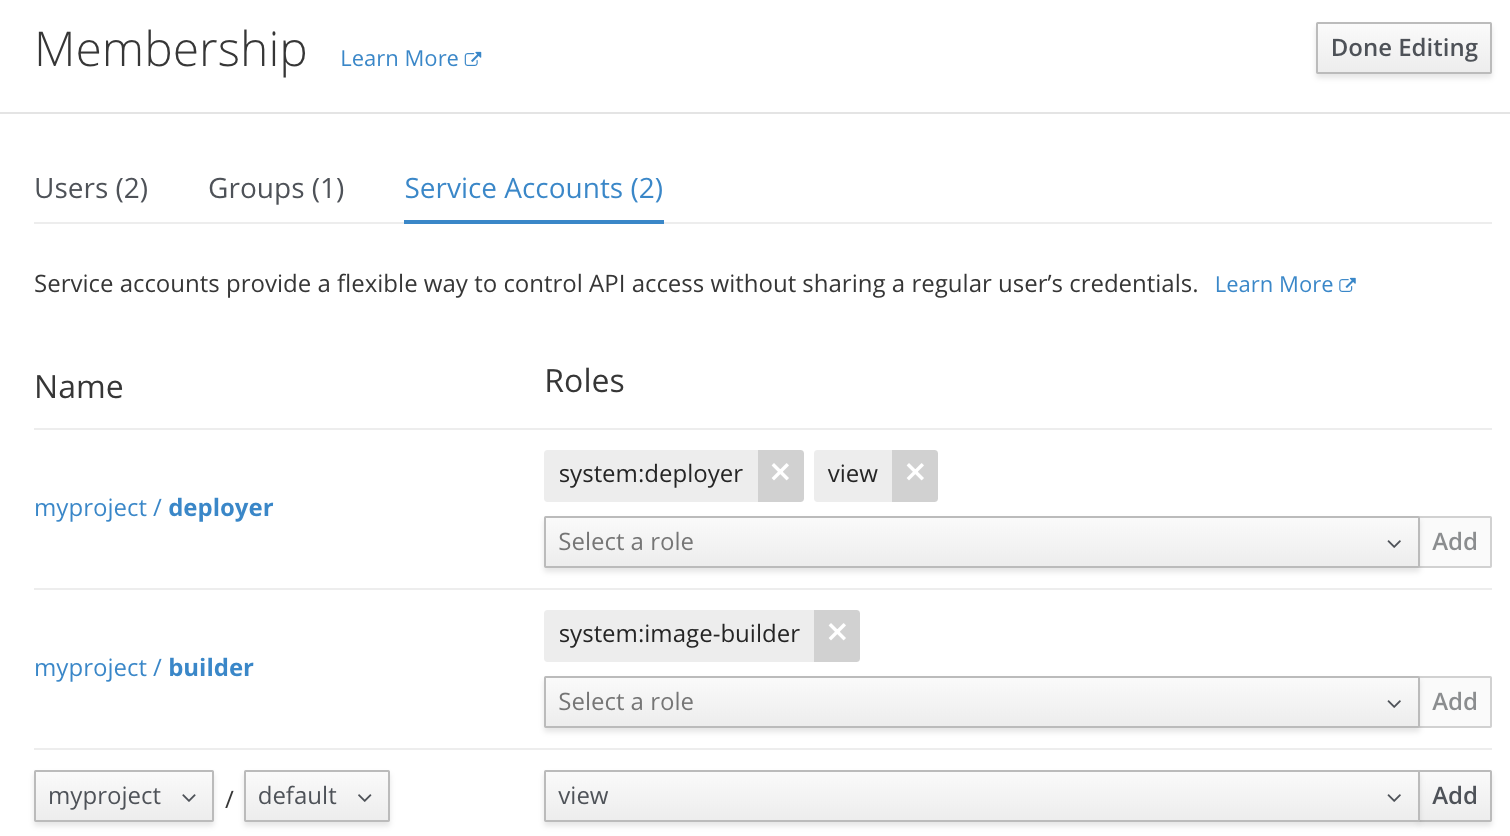 Membership Learn More Done Editing
Users (2) Groups (1) Service Accounts (2)
Service accounts provide a flexible way to control API access without sharing a regular user’s credentials. Learn More
Name Roles
system:deployer view
myproject / deployer
Select a role Add
system:image-builder
myproject / builder
Select a role Add
myproject / default view Add